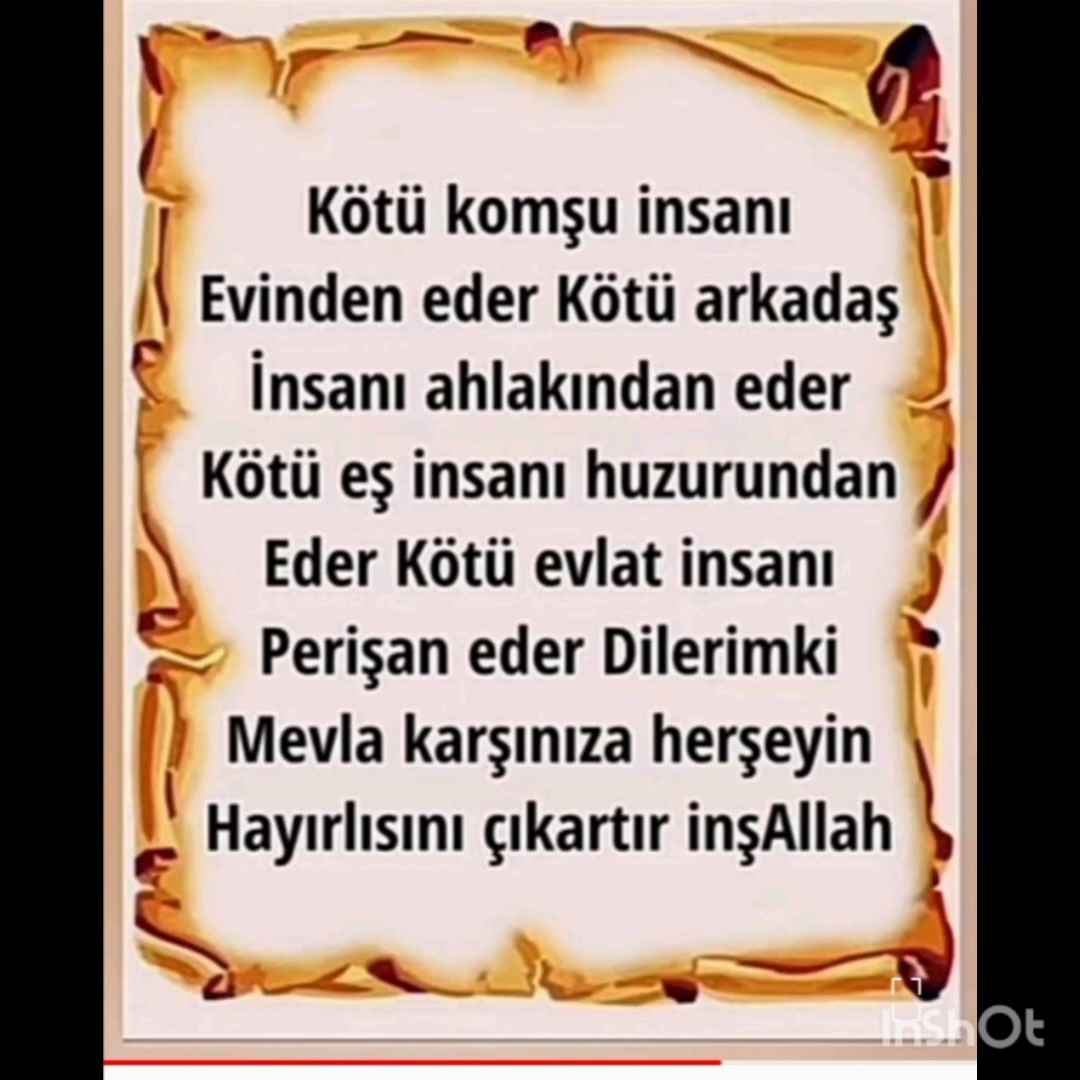 Kötü komşu insanı
Evinden eder Kötü arkadaş
İnsanı ahlakından eder
Kötü eş insanı huzurundan
Eder Kötü evlat insanı
Perişan eder Dilerimki
Mevla karşınıza herşeyin
Hayırlısını çıkartır inşAllah
InShOt